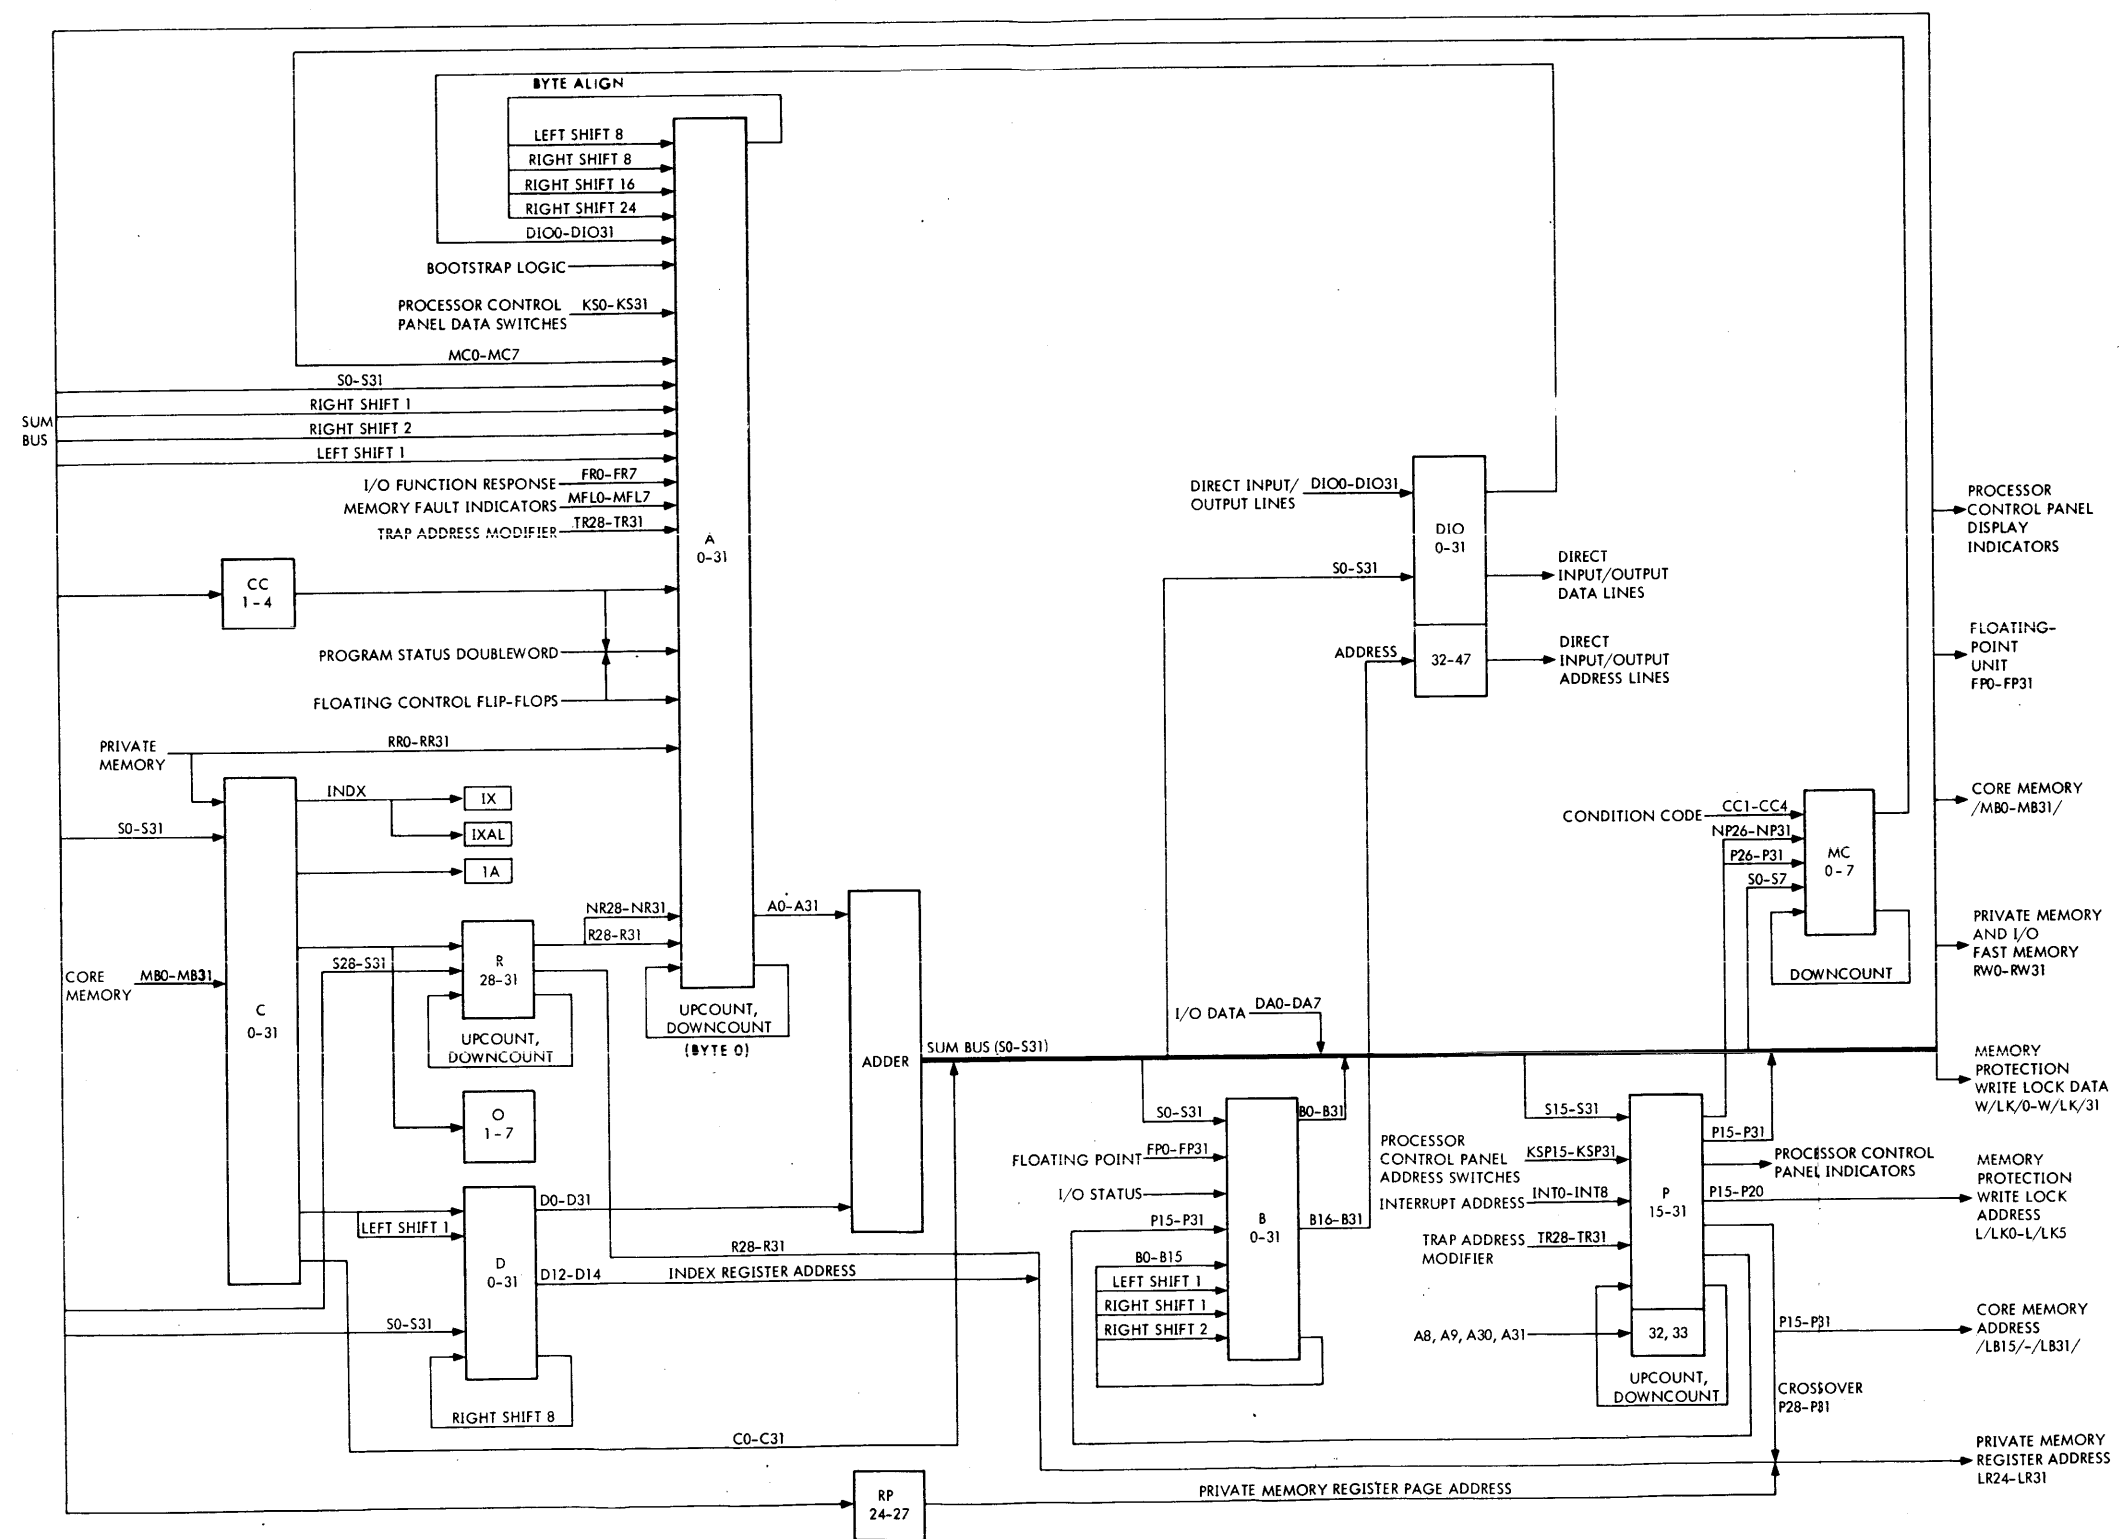 BYTE ALIGN
LEFT SHIFT 8
RIGHT SHIFT 8
RIGHT SHIFT 16
RIGHT SHIFT 24
DIO0-DIO31
BOOTSTRAP LOGIC
PROCESSOR CONTROL
PANEL DATA SWITCHES
KS0-KS31
MC0-MC7
S0-S31
RIGHT SHIFT 1
RIGHT SHIFT 2
LEFT SHIFT 1
SUM
BUS
I/O FUNCTION RESPONSE
FR0-FR7
MEMORY FAULT INDICATORS
MFL0-MFL7
TRAP ADDRESS MODIFIER
TR28-TR31
A
0-31
CC
1-4
PROGRAM STATUS DOUBLEWORD
FLOATING CONTROL FLIP-FLOPS
PRIVATE
MEMORY
RR0-RR31
INDX
IX
IXAL
IA
S0-S31
CORE
MEMORY
MB0-MB31
C
0-31
S28-S31
R
28-31
UPCOUNT,
DOWNCOUNT
NR28-NR31
R28-R31
UPCOUNT,
DOWNCOUNT
(BYTE 0)
A0-A31
ADDER
O
1-7
LEFT SHIFT 1
D
0-31
D0-D31
D12-D14
INDEX REGISTER ADDRESS
R28-R31
S0-S31
RIGHT SHIFT 8
C0-C31
RP
24-27
PRIVATE MEMORY REGISTER PAGE ADDRESS
SUM BUS (S0-S31)
DIRECT INPUT/
OUTPUT LINES
DIO0-DIO31
DIO
0-31
S0-S31
ADDRESS
32-47
DIRECT
INPUT/OUTPUT
DATA LINES
DIRECT
INPUT/OUTPUT
ADDRESS LINES
I/O DATA
DA0-DA7
S0-S31
B0-B31
FLOATING POINT
FP0-FP31
I/O STATUS
P15-P31
B
0-31
B16-B31
B0-B15
LEFT SHIFT 1
RIGHT SHIFT 1
RIGHT SHIFT 2
CONDITION CODE
CC1-CC4
NP26-NP31
P26-P31
S0-S7
MC
0-7
DOWNCOUNT
S15-S31
PROCESSOR
CONTROL PANEL
ADDRESS SWITCHES
KSP15-KSP31
INTERRUPT ADDRESS
INT0-INT8
TRAP ADDRESS
MODIFIER
TR28-TR31
P
15-31
A8, A9, A30, A31
32, 33
UPCOUNT,
DOWNCOUNT
P15-P31
PROCESSOR CONTROL
PANEL INDICATORS
P15-P20
P15-P31
CROSSOVER
P28-P31
PROCESSOR
CONTROL PANEL
DISPLAY
INDICATORS
FLOATING-
POINT
UNIT
FP0-FP31
CORE MEMORY
/MB0-MB31/
PRIVATE MEMORY
AND I/O
FAST MEMORY
RW0-RW31
MEMORY
PROTECTION
WRITE LOCK DATA
W/LK/0-W/LK/31
MEMORY
PROTECTION
WRITE LOCK
ADDRESS
L/LK0-L/LK5
CORE MEMORY
ADDRESS
/LB15/-/LB31/
PRIVATE MEMORY
REGISTER ADDRESS
LR24-LR31